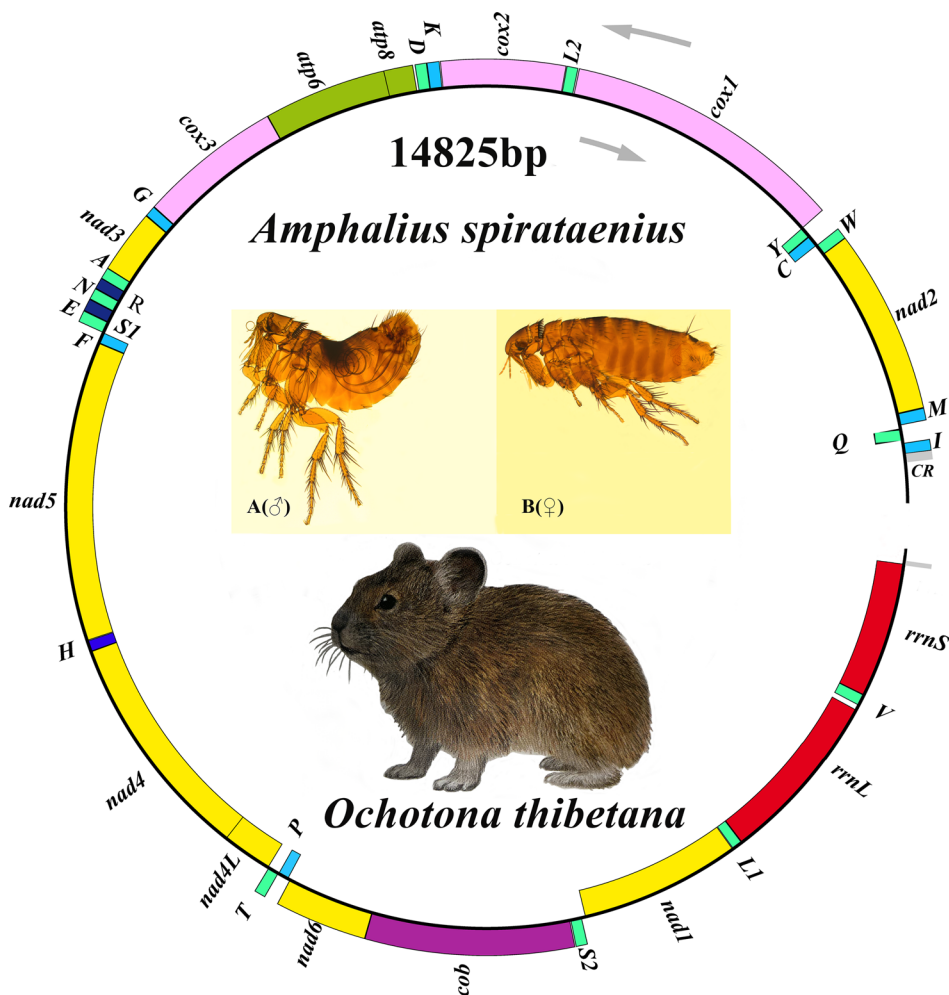 cox2
L2
K
D
atp8
atp6
cox1
14825bp
cox3
Amphalius spirataenius
G
W
nad3
Y
C
A
N
R
nad2
E
S1
F
M
Q
I
CR
nad5
A(♂)
B(♀)
rrnS
H
V
rrnL
nad4
Ochotona thibetana
P
nad4L
L1
T
nad6
nad1
S2
cob